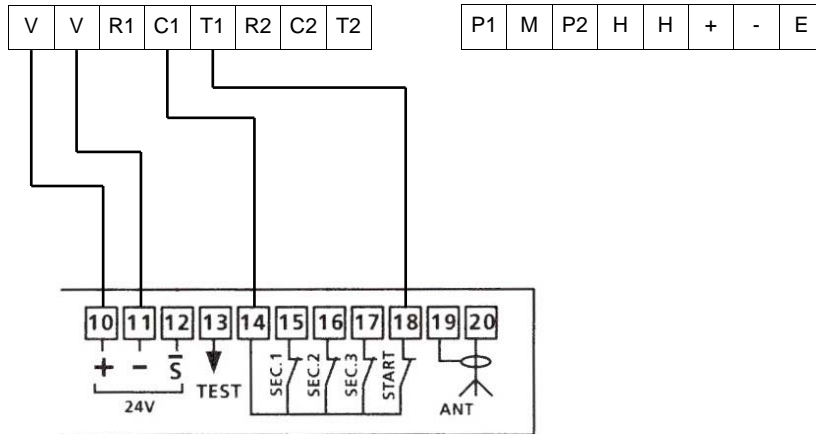 V V R1 C1 T1 R2 C2 T2 P1 M P2 H H + - E
10 11 12 13 14 15 16 17 18 19 20
+ - S̅ TEST SEC.1 SEC.2 SEC.3 START ANT
24V